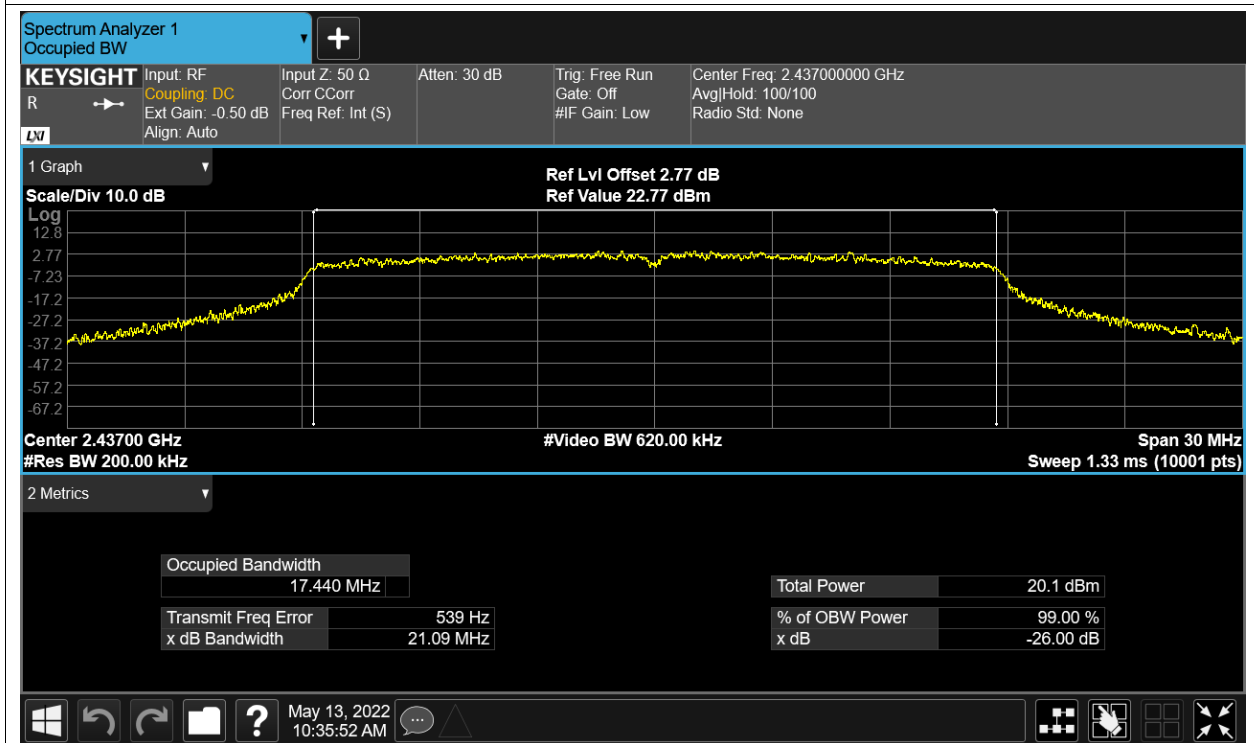 Spectrum Analyzer 1
Occupied BW
+
KEYSIGHT
R
LXI
Input: RF
Coupling: DC
Ext Gain: -0.50 dB
Align: Auto
Input Z: 50 Ω
Corr CCorr
Freq Ref: Int (S)
Atten: 30 dB
Trig: Free Run
Gate: Off
#IF Gain: Low
Center Freq: 2.437000000 GHz
Avg|Hold: 100/100
Radio Std: None
1 Graph
Scale/Div 10.0 dB
Ref Lvl Offset 2.77 dB
Ref Value 22.77 dBm
Log
12.8
2.77
-7.23
-17.2
-27.2
-37.2
-47.2
-57.2
-67.2
Center 2.43700 GHz
#Video BW 620.00 kHz
Span 30 MHz
#Res BW 200.00 kHz
Sweep 1.33 ms (10001 pts)
2 Metrics
Occupied Bandwidth
17.440 MHz
Total Power 20.1 dBm
Transmit Freq Error 539 Hz
% of OBW Power 99.00 %
x dB Bandwidth 21.09 MHz
x dB -26.00 dB
?
May 13, 2022
10:35:52 AM